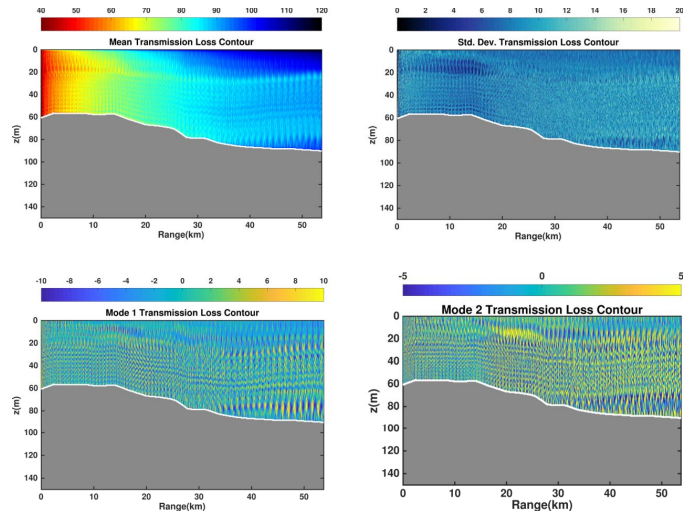 40 50 60 70 80 90 100 110 120
Mean Transmission Loss Contour
0
20
40
60
80
100
120
140
z(m)
0 10 20 30 40 50
Range(km)
0 2 4 6 8 10 12 14 16 18 20
Std. Dev. Transmission Loss Contour
0
20
40
60
80
100
120
140
z(m)
0 10 20 30 40 50
Range(km)
-10 -8 -6 -4 -2 0 2 4 6 8 10
Mode 1 Transmission Loss Contour
0
20
40
60
80
100
120
140
z(m)
0 10 20 30 40 50
Range(km)
-5 0 5
Mode 2 Transmission Loss Contour
0
20
40
60
80
100
120
140
z(m)
0 10 20 30 40 50
Range(km)